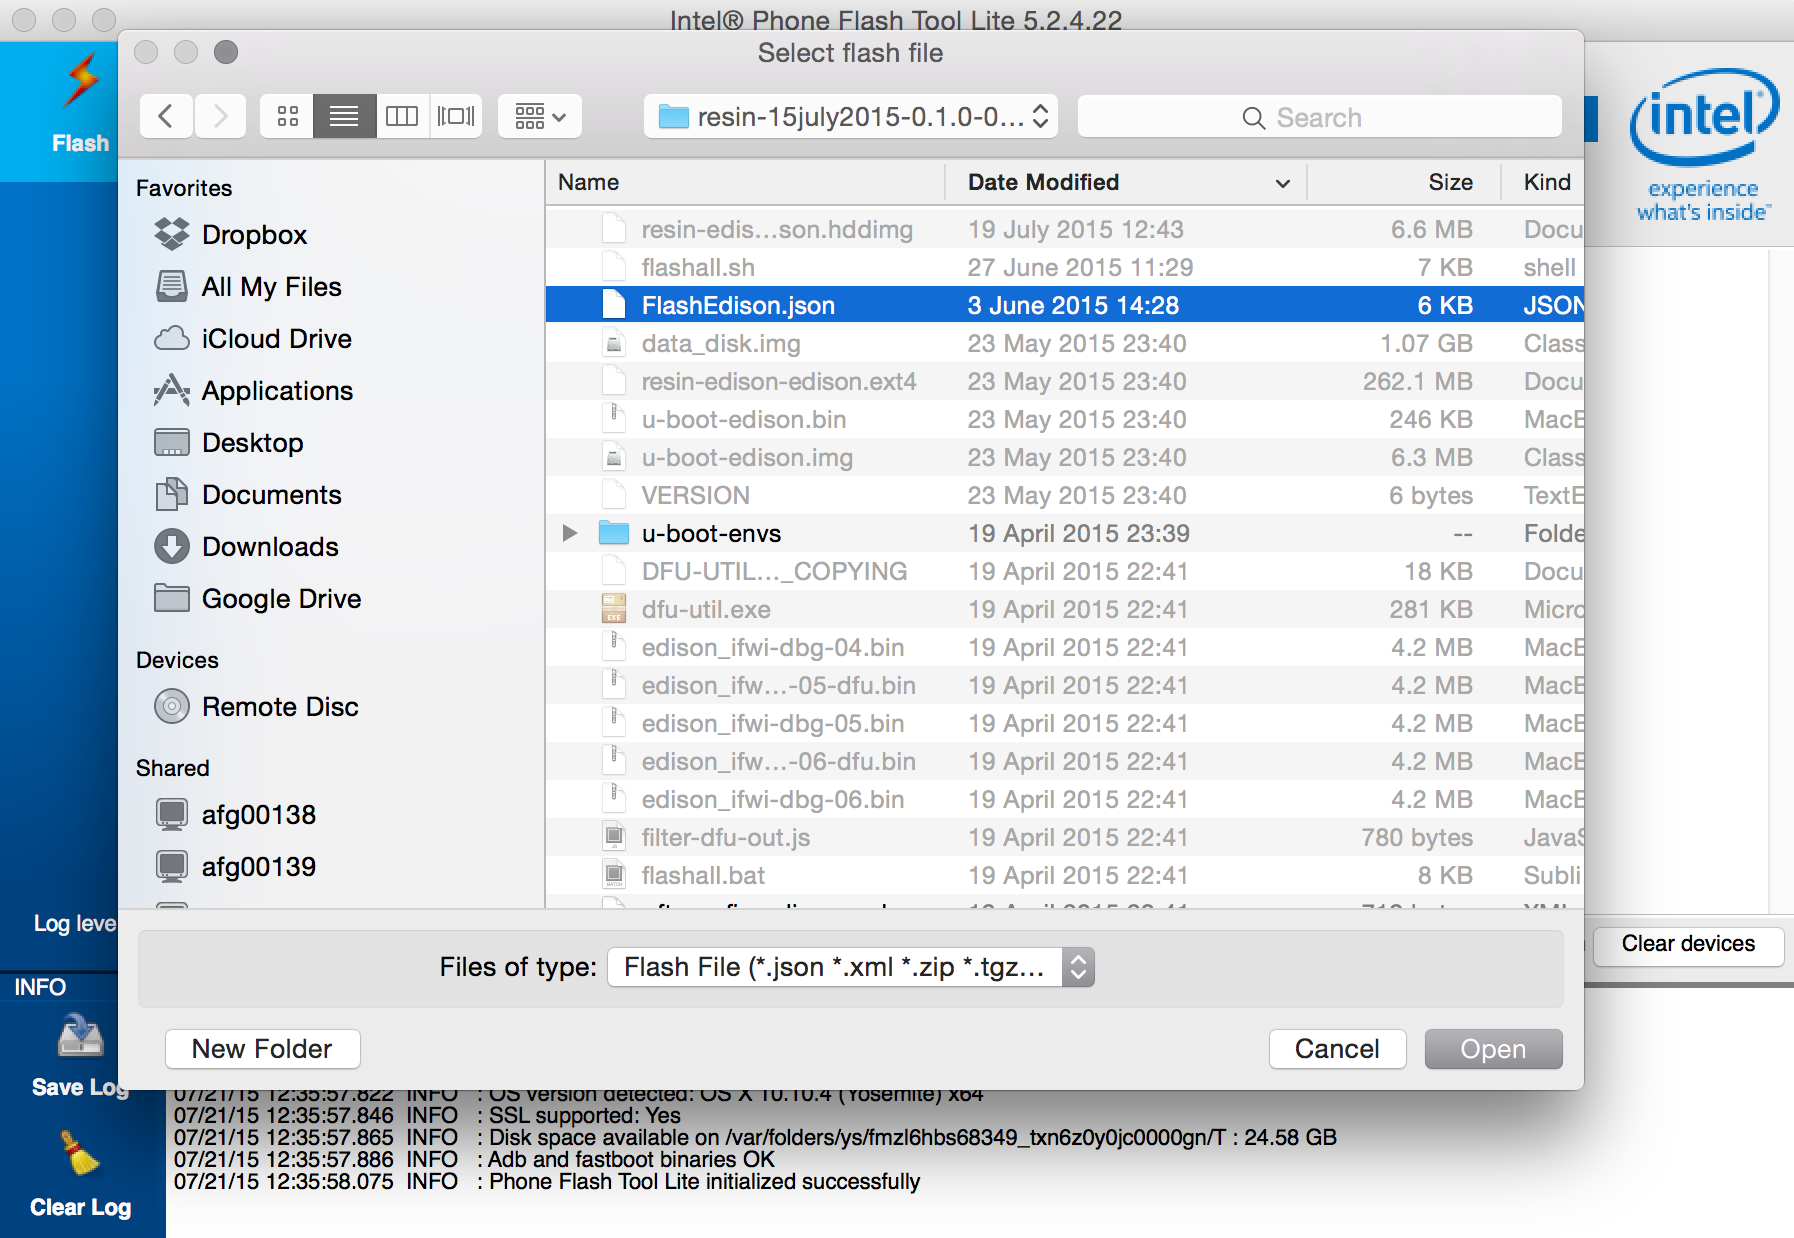 Intel® Phone Flash Tool Lite 5.2.4.22
Select flash file
Flash
resin-15july2015-0.1.0-0...
Search
intel
experience
what's inside™
Favorites
Dropbox
All My Files
iCloud Drive
Applications
Desktop
Documents
Downloads
Google Drive
Devices
Remote Disc
Shared
afg00138
afg00139
Name Date Modified Size Kind
resin-edis...son.hddimg 19 July 2015 12:43 6.6 MB Docu
flashall.sh 27 June 2015 11:29 7 KB shell
FlashEdison.json 3 June 2015 14:28 6 KB JSON
data_disk.img 23 May 2015 23:40 1.07 GB Class
resin-edison-edison.ext4 23 May 2015 23:40 262.1 MB Docu
u-boot-edison.bin 23 May 2015 23:40 246 KB MacB
u-boot-edison.img 23 May 2015 23:40 6.3 MB Class
VERSION 23 May 2015 23:40 6 bytes TextE
u-boot-envs 19 April 2015 23:39 -- Folde
DFU-UTIL..._COPYING 19 April 2015 22:41 18 KB Docu
EXE dfu-util.exe 19 April 2015 22:41 281 KB Micro
edison_ifwi-dbg-04.bin 19 April 2015 22:41 4.2 MB MacB
edison_ifw...-05-dfu.bin 19 April 2015 22:41 4.2 MB MacB
edison_ifwi-dbg-05.bin 19 April 2015 22:41 4.2 MB MacB
edison_ifw...-06-dfu.bin 19 April 2015 22:41 4.2 MB MacB
edison_ifwi-dbg-06.bin 19 April 2015 22:41 4.2 MB MacB
filter-dfu-out.js 19 April 2015 22:41 780 bytes JavaS
flashall.bat 19 April 2015 22:41 8 KB Subli
Log leve
Clear devices
Files of type: Flash File (*.json *.xml *.zip *.tgz...
INFO
New Folder Cancel Open
Save Log
Clear Log
07/21/15 12:35:57.822 INFO : OS version detected: OS X 10.10.4 (Yosemite) x64
07/21/15 12:35:57.846 INFO : SSL supported: Yes
07/21/15 12:35:57.865 INFO : Disk space available on /var/folders/ys/fmzl6hbs68349_txn6z0y0jc0000gn/T : 24.58 GB
07/21/15 12:35:57.886 INFO : Adb and fastboot binaries OK
07/21/15 12:35:58.075 INFO : Phone Flash Tool Lite initialized successfully